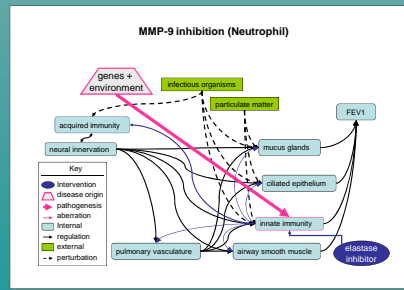 MMP-9 inhibition (Neutrophil)
genes +
environment
infectious organisms
particulate matter
FEV1
acquired immunity
neural innervation
mucus glands
ciliated epithelium
innate immunity
pulmonary vasculature
airway smooth muscle
elastase
inhibitor
Key
Intervention
disease origin
pathogenesis
aberration
Internal
regulation
external
perturbation